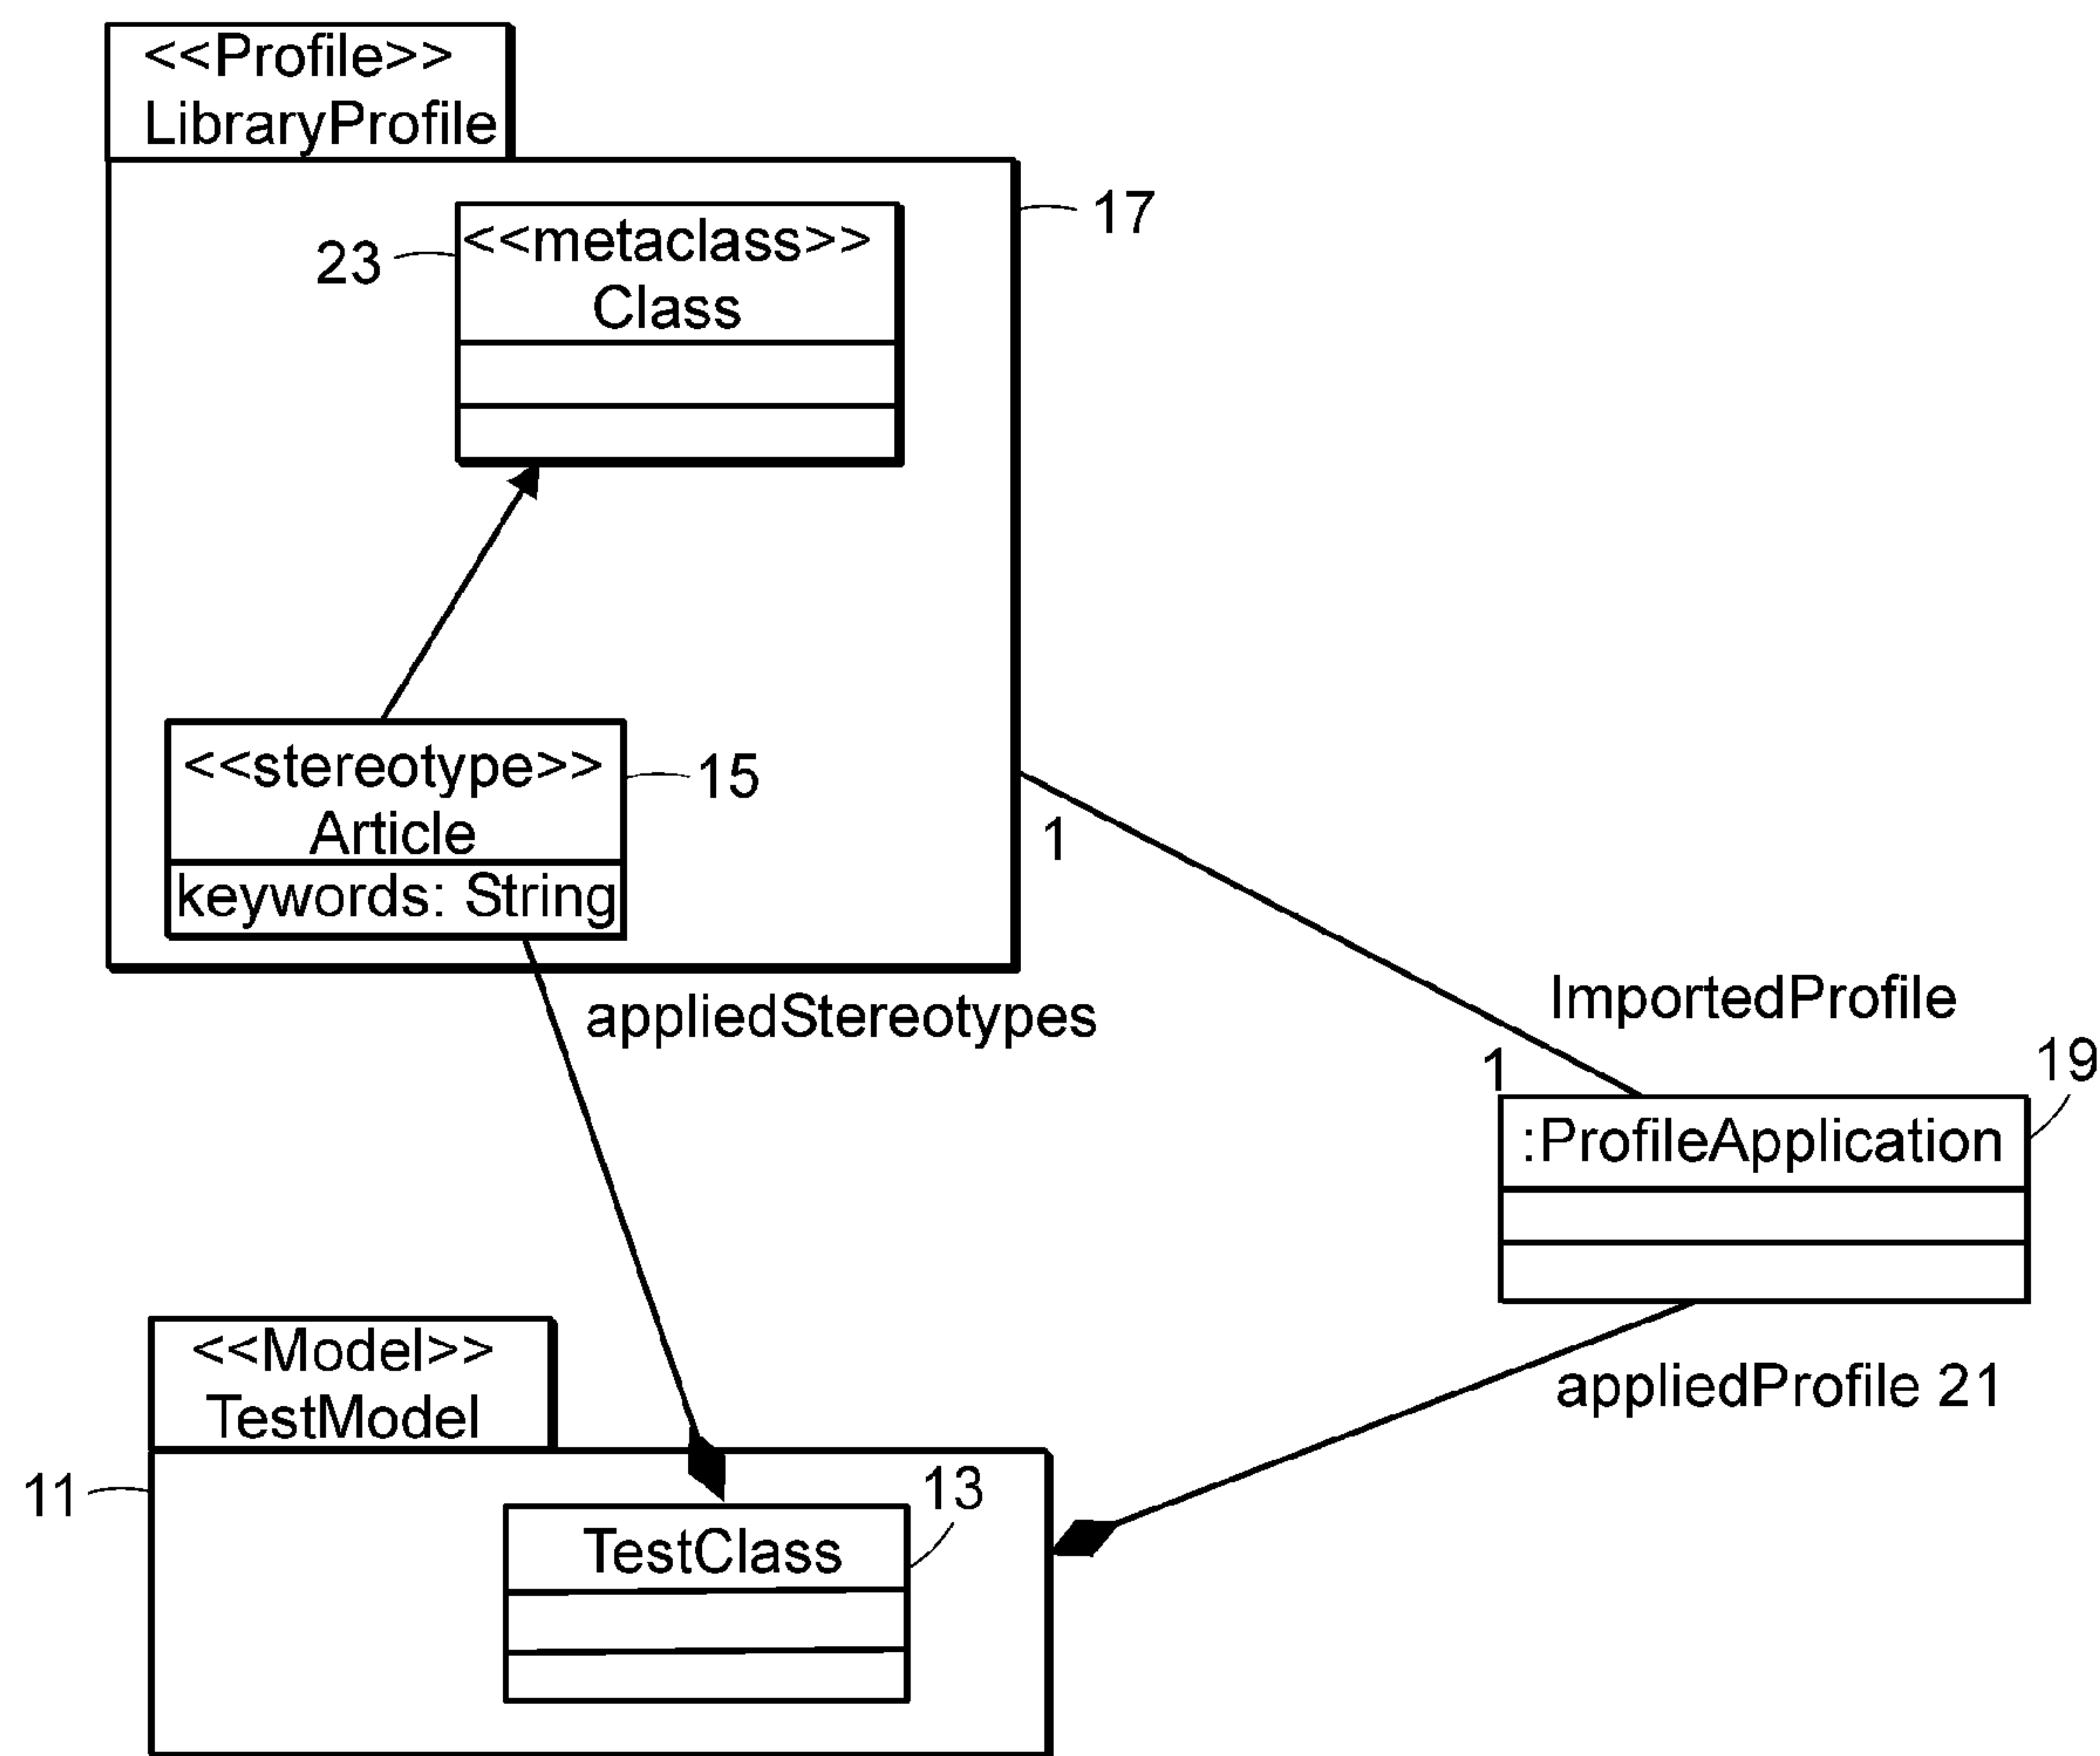 <<Profile>>
LibraryProfile
17
23
<<metaclass>>
Class
<<stereotype>>
Article
15
keywords: String
1
appliedStereotypes
ImportedProfile
1
19
:ProfileApplication
<<Model>>
TestModel
appliedProfile 21
11
13
TestClass